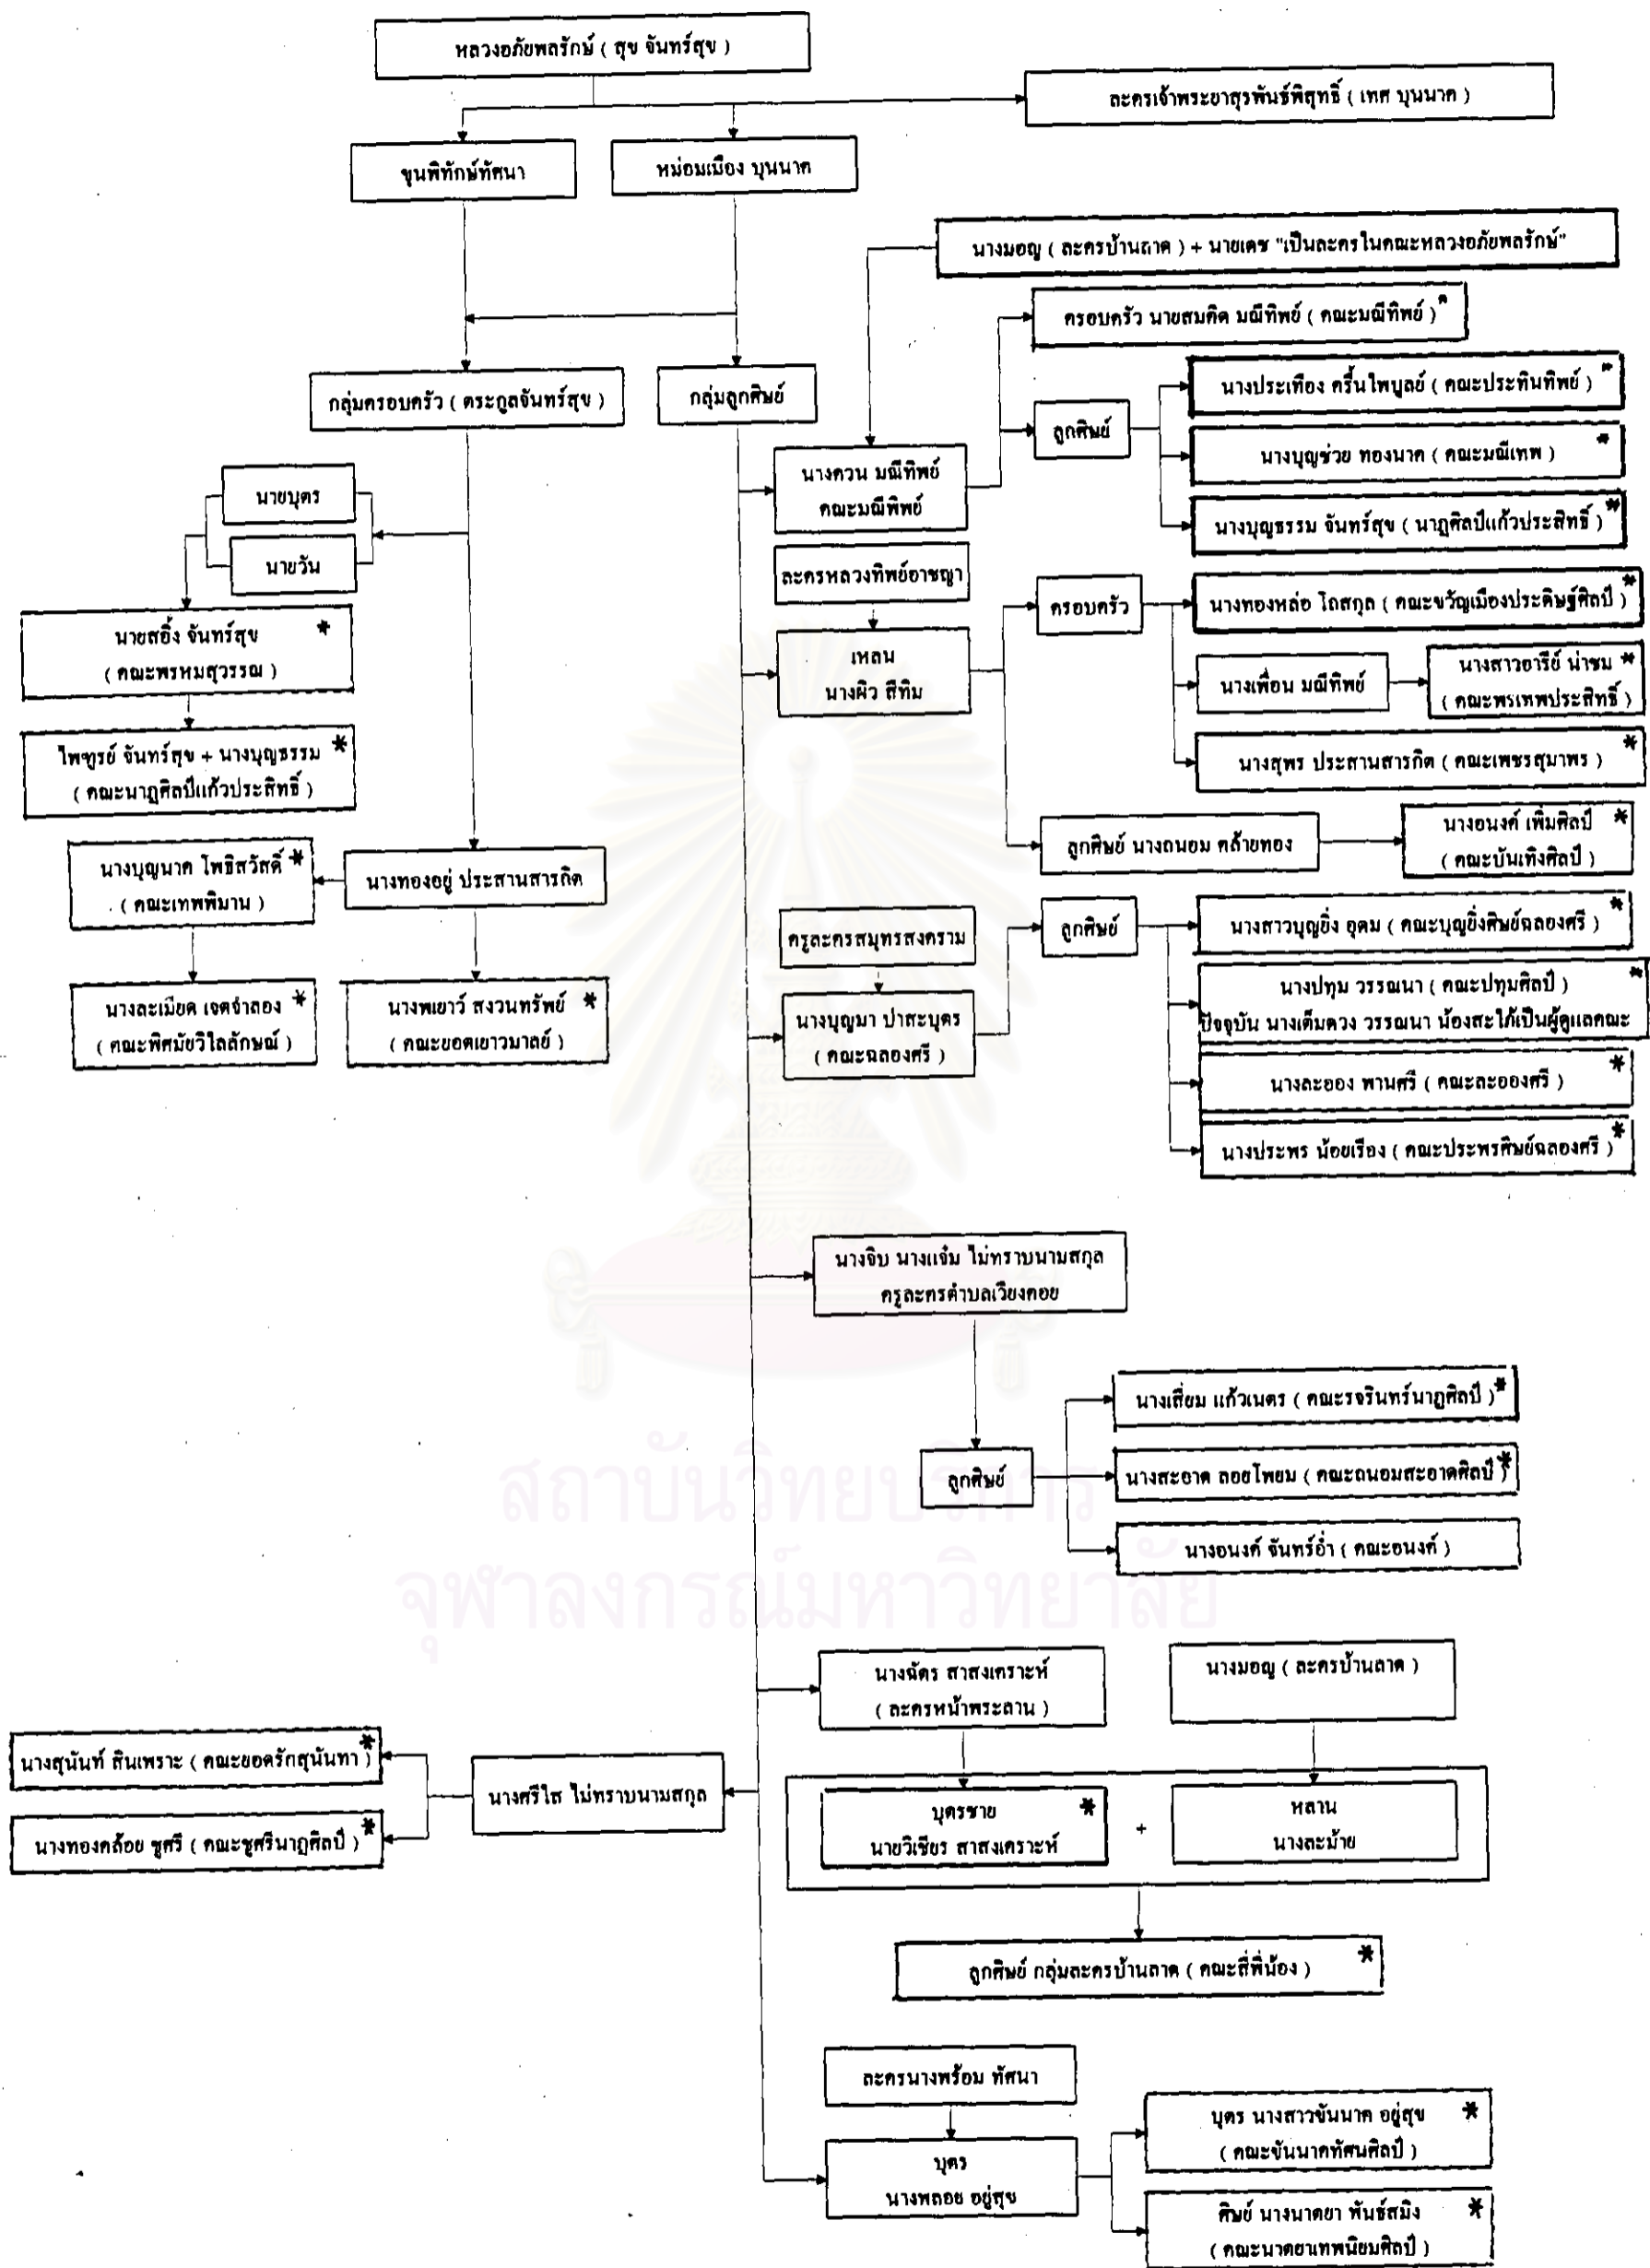 หลวงอภัยพลรักษ์ ( สุข จันทร์สุข )
ละครเจ้าพระยาสุรพันธ์พิสุทธิ์ ( เทศ บุนนาค )
ขุนพิทักษ์ทัศนา
หม่อมเมือง บุนนาค
นางมอญ ( ละครบ้านลาด ) + นายเดช "เป็นละครในคณะหลวงอภัยพลรักษ์"
ครอบครัว นายสมคิด มณีทิพย์ ( คณะมณีทิพย์ ) *
กลุ่มครอบครัว ( ตระกูลจันทร์สุข )
กลุ่มลูกศิษย์
นางประเทือง ครื้นไพบูลย์ ( คณะประทินทิพย์ ) *
ลูกศิษย์
นางบุญช่วย ทองนาค ( คณะมณีเทพ ) *
นางบุญธรรม จันทร์สุข ( นาฏศิลป์แก้วประสิทธิ์ ) *
นางควน มณีทิพย์
คณะมณีทิพย์
นายบุตร
นายวัน
ละครหลวงทิพย์อาชญา
นายสอิ้ง จันทร์สุข *
( คณะพรหมสุวรรณ )
ครอบครัว
นางทองหล่อ โถสกุล ( คณะขวัญเมืองประดิษฐ์ศิลป์ ) *
เหลน
นางผิว สีทิม
นางเพื่อน มณีทิพย์
นางสาวอารีย์ น่าชม *
( คณะพรเทพประสิทธิ์ )
ไพฑูรย์ จันทร์สุข + นางบุญธรรม *
( คณะนาฏศิลป์แก้วประสิทธิ์ )
นางสุพร ประสานสารกิต ( คณะเพชรสุมาพร ) *
ลูกศิษย์ นางถนอม คล้ายทอง
นางอนงค์ เพิ่มศิลป์ *
( คณะบันเทิงศิลป์ )
นางบุญนาค โพธิสวัสดิ์ *
( คณะเทพพิมาน )
นางทองอยู่ ประสานสารกิต
ครูละครสมุทรสงคราม
ลูกศิษย์
นางสาวบุญยิ่ง อุดม ( คณะบุญยิ่งศิษย์ฉลองศรี ) *
นางละเมียด เจตจำลอง *
( คณะพิศมัยวิไลลักษณ์ )
นางพเยาว์ สงวนทรัพย์ *
( คณะยอดเยาวมาลย์ )
นางบุญมา ปาสะบุตร
( คณะฉลองศรี )
นางปทุม วรรณนา ( คณะปทุมศิลป์ ) *
ปัจจุบัน นางเต็มดวง วรรณนา น้องสะใภ้เป็นผู้ดูแลคณะ
นางละออง พานศรี ( คณะละอองศรี ) *
นางประพร น้อยเรือง ( คณะประพรศิษย์ฉลองศรี ) *
นางจิบ นางแจ๋ม ไม่ทราบนามสกุล
ครูละครตำบลเวียงคอย
ลูกศิษย์
นางเสี่ยม แก้วเนตร ( คณะรจรินทร์นาฏศิลป์ ) *
นางสะอาด ลอยโพยม ( คณะถนอมสะอาดศิลป์ ) *
นางอนงค์ จันทร์อ่ำ ( คณะอนงค์ )
สถาบันวิทยบริการ
จุฬาลงกรณ์มหาวิทยาลัย
นางฉัตร สาสงเคราะห์
( ละครหน้าพระลาน )
นางมอญ ( ละครบ้านลาด )
นางสุนันท์ สินเพราะ ( คณะยอดรักสุนันทา ) *
นางทองคล้อย ชูศรี ( คณะชูศรีนาฏศิลป์ ) *
นางศรีใส ไม่ทราบนามสกุล
บุตรชาย *
นายวิเชียร สาสงเคราะห์
+
หลาน
นางละม้าย
ลูกศิษย์ กลุ่มละครบ้านลาด ( คณะสี่พี่น้อง ) *
ละครนางพร้อม ทัศนา
บุตร
นางพลอย อยู่สุข
บุตร นางสาวขันนาค อยู่สุข *
( คณะขันนาคทัศนศิลป์ )
ศิษย์ นางนาตยา พันธ์สมิง *
( คณะนาตยาเทพนิยมศิลป์ )